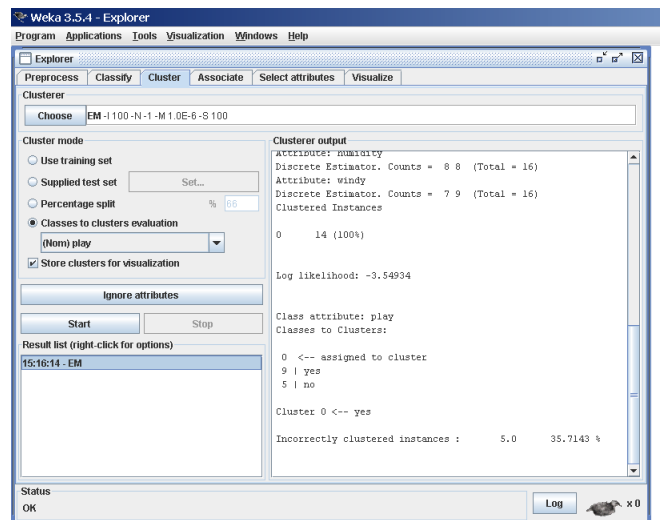 Weka 3.5.4 - Explorer
Program Applications Tools Visualization Windows Help
Explorer
Preprocess Classify Cluster Associate Select attributes Visualize
Clusterer
Choose EM -I 100 -N -1 -M 1.0E-6 -S 100
Cluster mode
Use training set
Supplied test set Set...
Percentage split % 66
Classes to clusters evaluation
(Nom) play
Store clusters for visualization
Ignore attributes
Start Stop
Result list (right-click for options)
15:16:14 - EM
Clusterer output
Attribute: humidity
Discrete Estimator. Counts = 8 8 (Total = 16)
Attribute: windy
Discrete Estimator. Counts = 7 9 (Total = 16)
Clustered Instances
0 14 (100%)
Log likelihood: -3.54934
Class attribute: play
Classes to Clusters:
0 <-- assigned to cluster
9 | yes
5 | no
Cluster 0 <-- yes
Incorrectly clustered instances : 5.0 35.7143 %
Status
OK
Log x 0